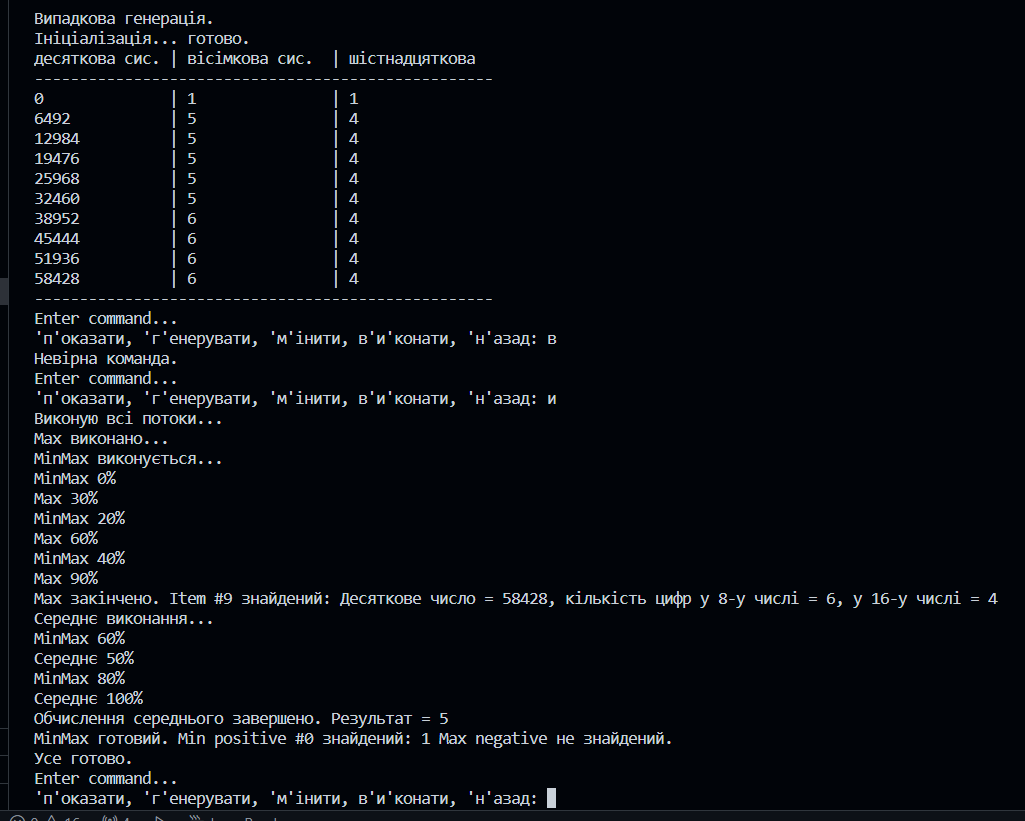 Випадкова генерація.
Ініціалізація... готово.
десяткова сис. | вісімкова сис.  | шістнадцяткова
---------------------------------------------------
0              | 1               | 1
6492           | 5               | 4
12984          | 5               | 4
19476          | 5               | 4
25968          | 5               | 4
32460          | 5               | 4
38952          | 6               | 4
45444          | 6               | 4
51936          | 6               | 4
58428          | 6               | 4
---------------------------------------------------
Enter command...
'п'оказати, 'г'енерувати, 'м'інити, в'и'конати, 'н'азад: в
Невірна команда.
Enter command...
'п'оказати, 'г'енерувати, 'м'інити, в'и'конати, 'н'азад: и
Виконую всі потоки...
Max виконано...
MinMax виконується...
MinMax 0%
Max 30%
MinMax 20%
Max 60%
MinMax 40%
Max 90%
Max закінчено. Item #9 знайдений: Десяткове число = 58428, кількість цифр у 8-у числі = 6, у 16-у числі = 4
Середнє виконання...
MinMax 60%
Середнє 50%
MinMax 80%
Середнє 100%
Обчислення середнього завершено. Результат = 5
MinMax готовий. Min positive #0 знайдений: 1 Max negative не знайдений.
Усе готово.
Enter command...
'п'оказати, 'г'енерувати, 'м'інити, в'и'конати, 'н'азад: